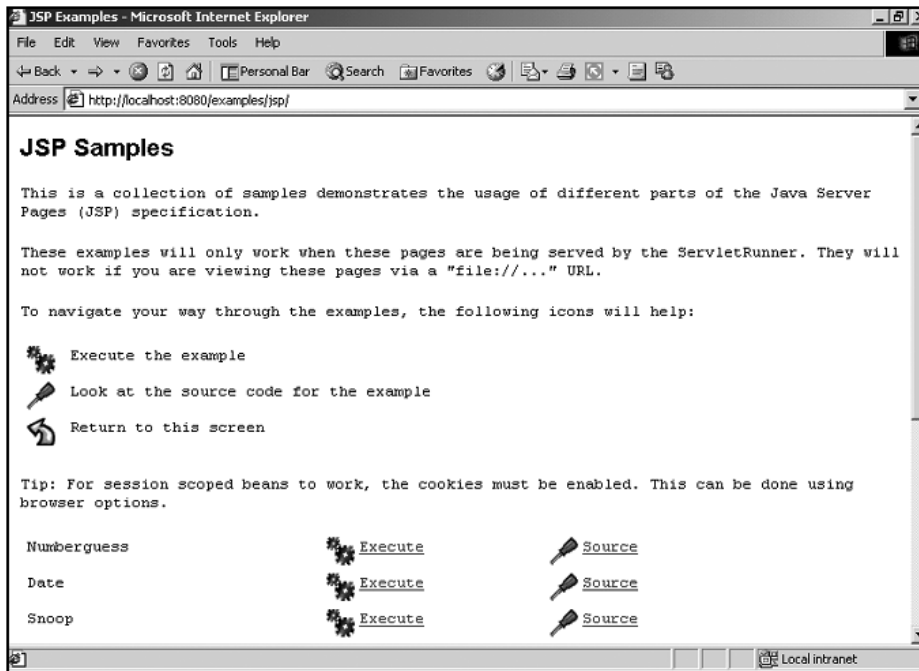 JSP Examples - Microsoft Internet Explorer
File Edit View Favorites Tools Help
Back Personal Bar Search Favorites
Address http://localhost:8080/examples/jsp/
JSP Samples
This is a collection of samples demonstrates the usage of different parts of the Java Server
Pages (JSP) specification.
These examples will only work when these pages are being served by the ServletRunner. They will
not work if you are viewing these pages via a "file://..." URL.
To navigate your way through the examples, the following icons will help:
Execute the example
Look at the source code for the example
Return to this screen
Tip: For session scoped beans to work, the cookies must be enabled. This can be done using
browser options.
Numberguess Execute Source
Date Execute Source
Snoop Execute Source
Local intranet